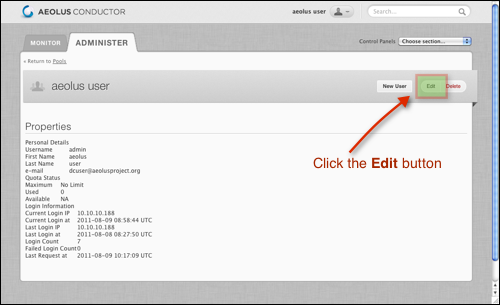 AEOLUS CONDUCTOR
aeolus user
Search...
MONITOR
ADMINISTER
Control Panels
Choose section...
« Return to Pools
aeolus user
New User
Edit
Delete
Click the Edit button
Properties
Personal Details
Username admin
First Name aeolus
Last Name user
e-mail dcuser@aeolusproject.org
Quota Status
Maximum No Limit
Used 0
Available NA
Login Information
Current Login IP 10.10.10.188
Current Login at 2011-08-09 08:58:44 UTC
Last Login IP 10.10.10.188
Last Login at 2011-08-08 08:27:50 UTC
Login Count 7
Failed Login Count0
Last Request at 2011-08-09 10:17:09 UTC